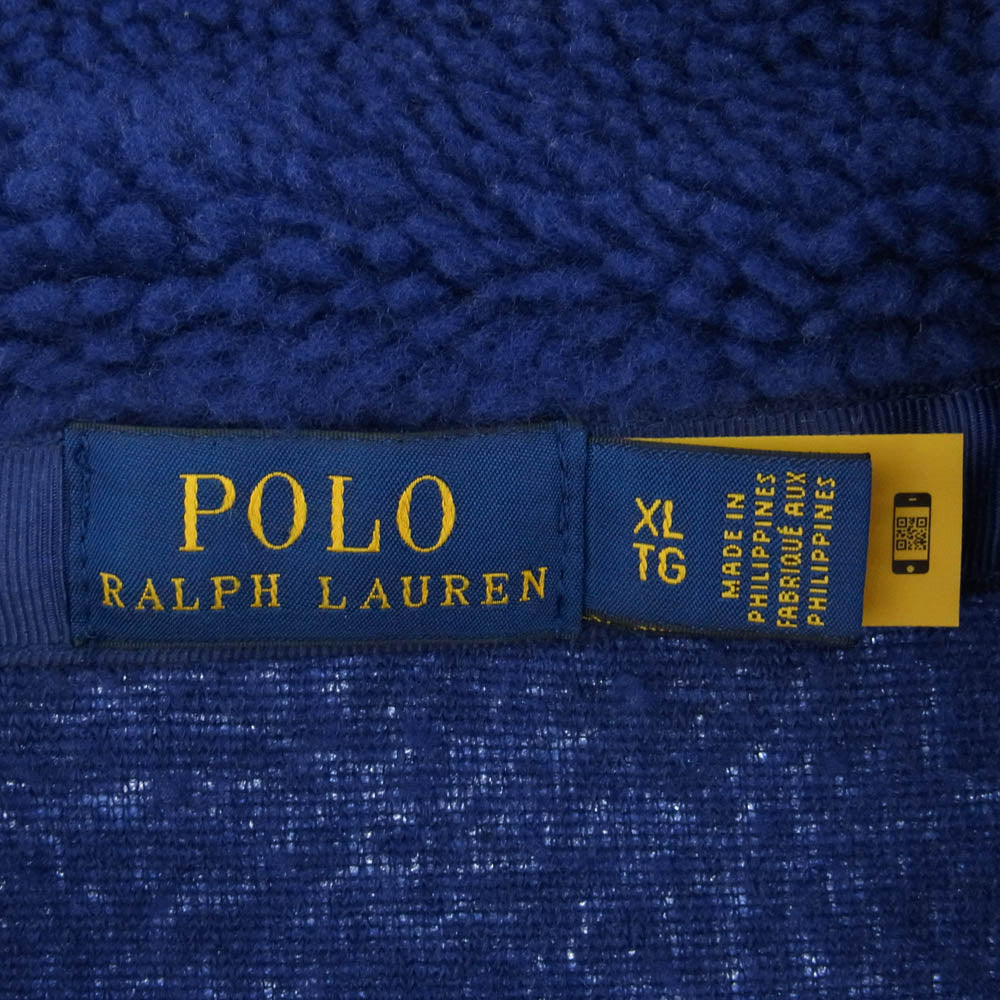 POLO
RALPH LAUREN
XL
TG
MADE IN
PHILIPPINES
FABRIQUÉ AUX
PHILIPPINES